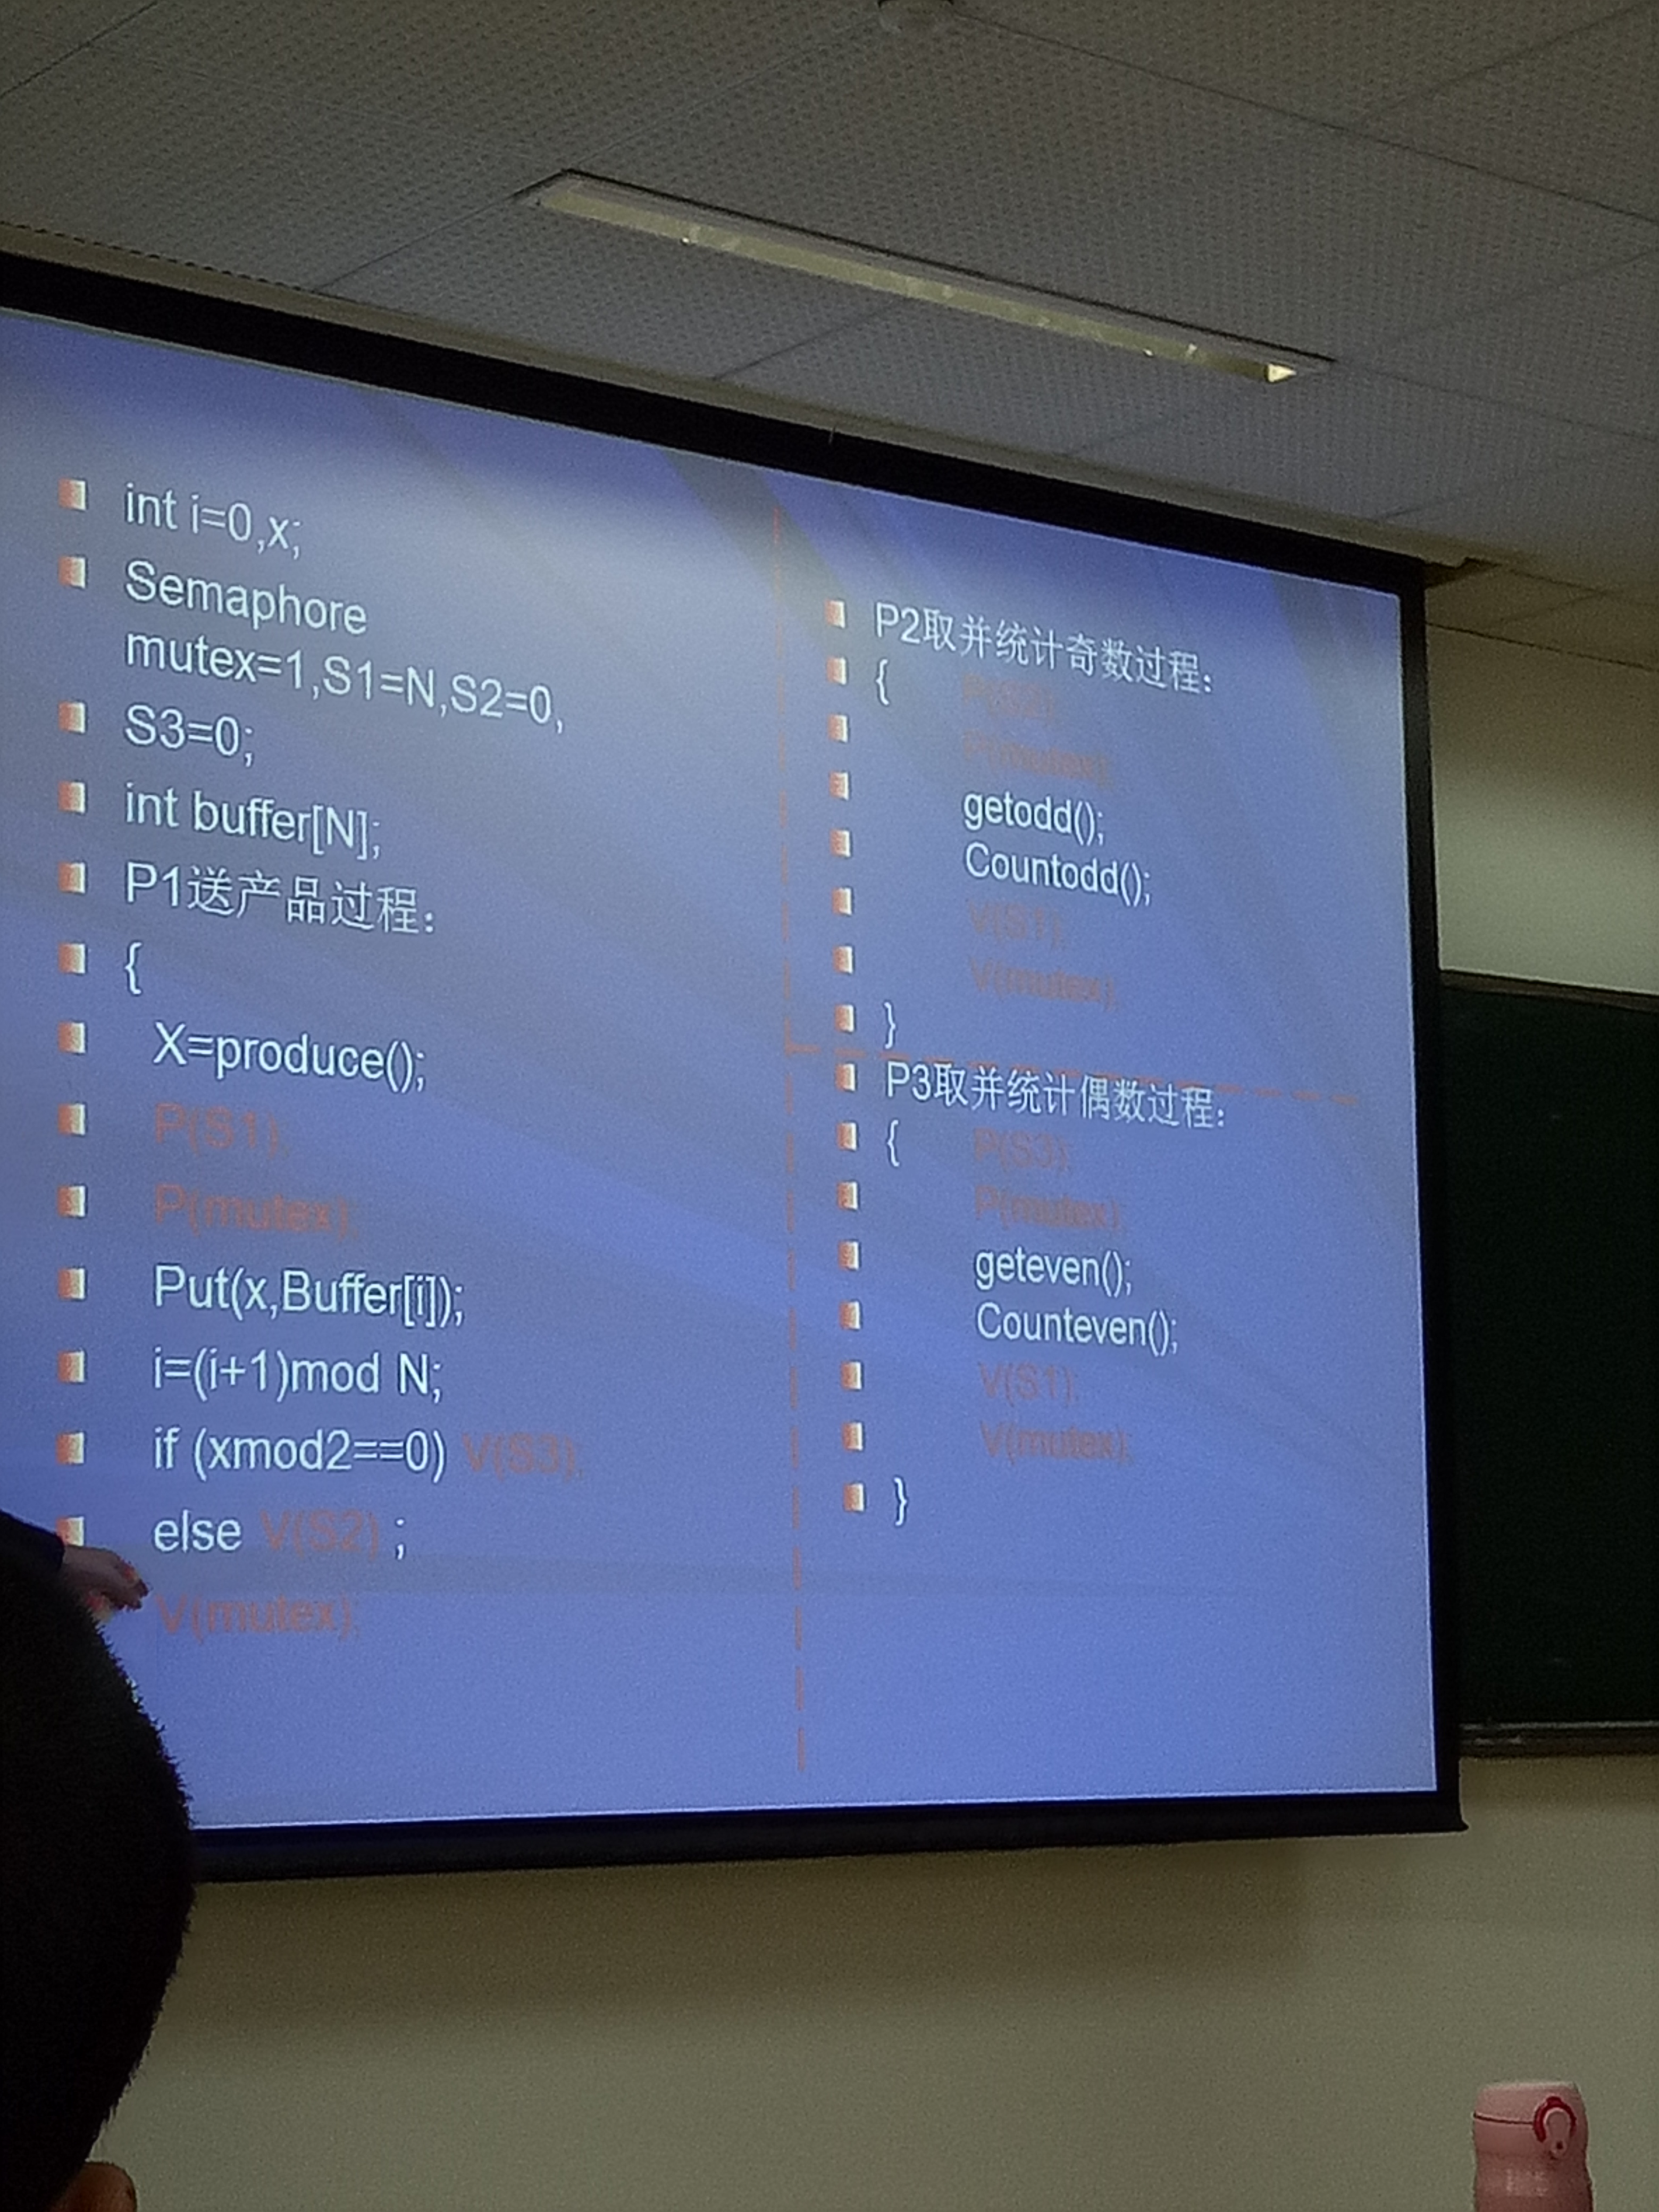 int i=0,x;
Semaphore
mutex=1,S1=N,S2=0,
S3=0;
int buffer[N];
P1送产品过程：
{
X=produce();
P(S1);
P(mutex);
Put(x,Buffer[i]);
i=(i+1)mod N;
if (xmod2==0) V(S3);
else V(S2) ;
V(mutex);
P2取并统计奇数过程：
{ P(S2);
P(mutex);
getodd();
Countodd();
V(S1);
V(mutex);
}
P3取并统计偶数过程：
{ P(S3);
P(mutex);
geteven();
Counteven();
V(S1);
V(mutex);
}